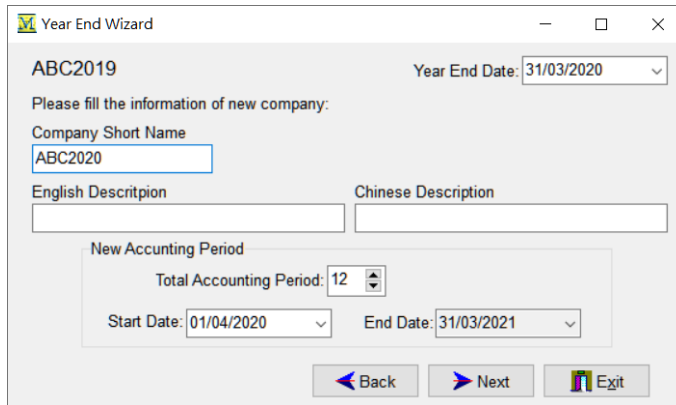 Year End Wizard
ABC2019
Year End Date: 31/03/2020
Please fill the information of new company:
Company Short Name
ABC2020
English Descritpion Chinese Description
New Accunting Period
Total Accounting Period: 12
Start Date: 01/04/2020 End Date: 31/03/2021
Back Next Exit